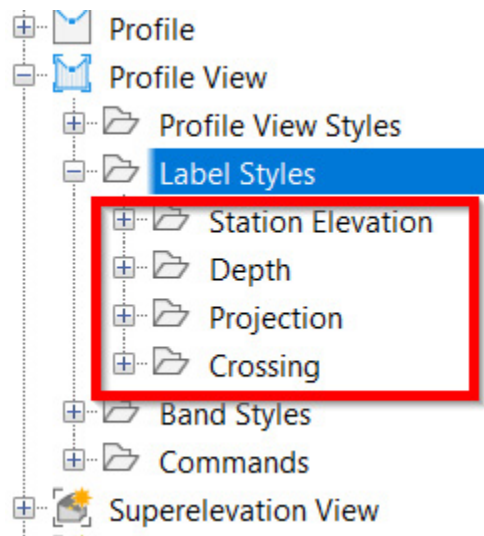 Profile
Profile View
Profile View Styles
Label Styles
Station Elevation
Depth
Projection
Crossing
Band Styles
Commands
Superelevation View